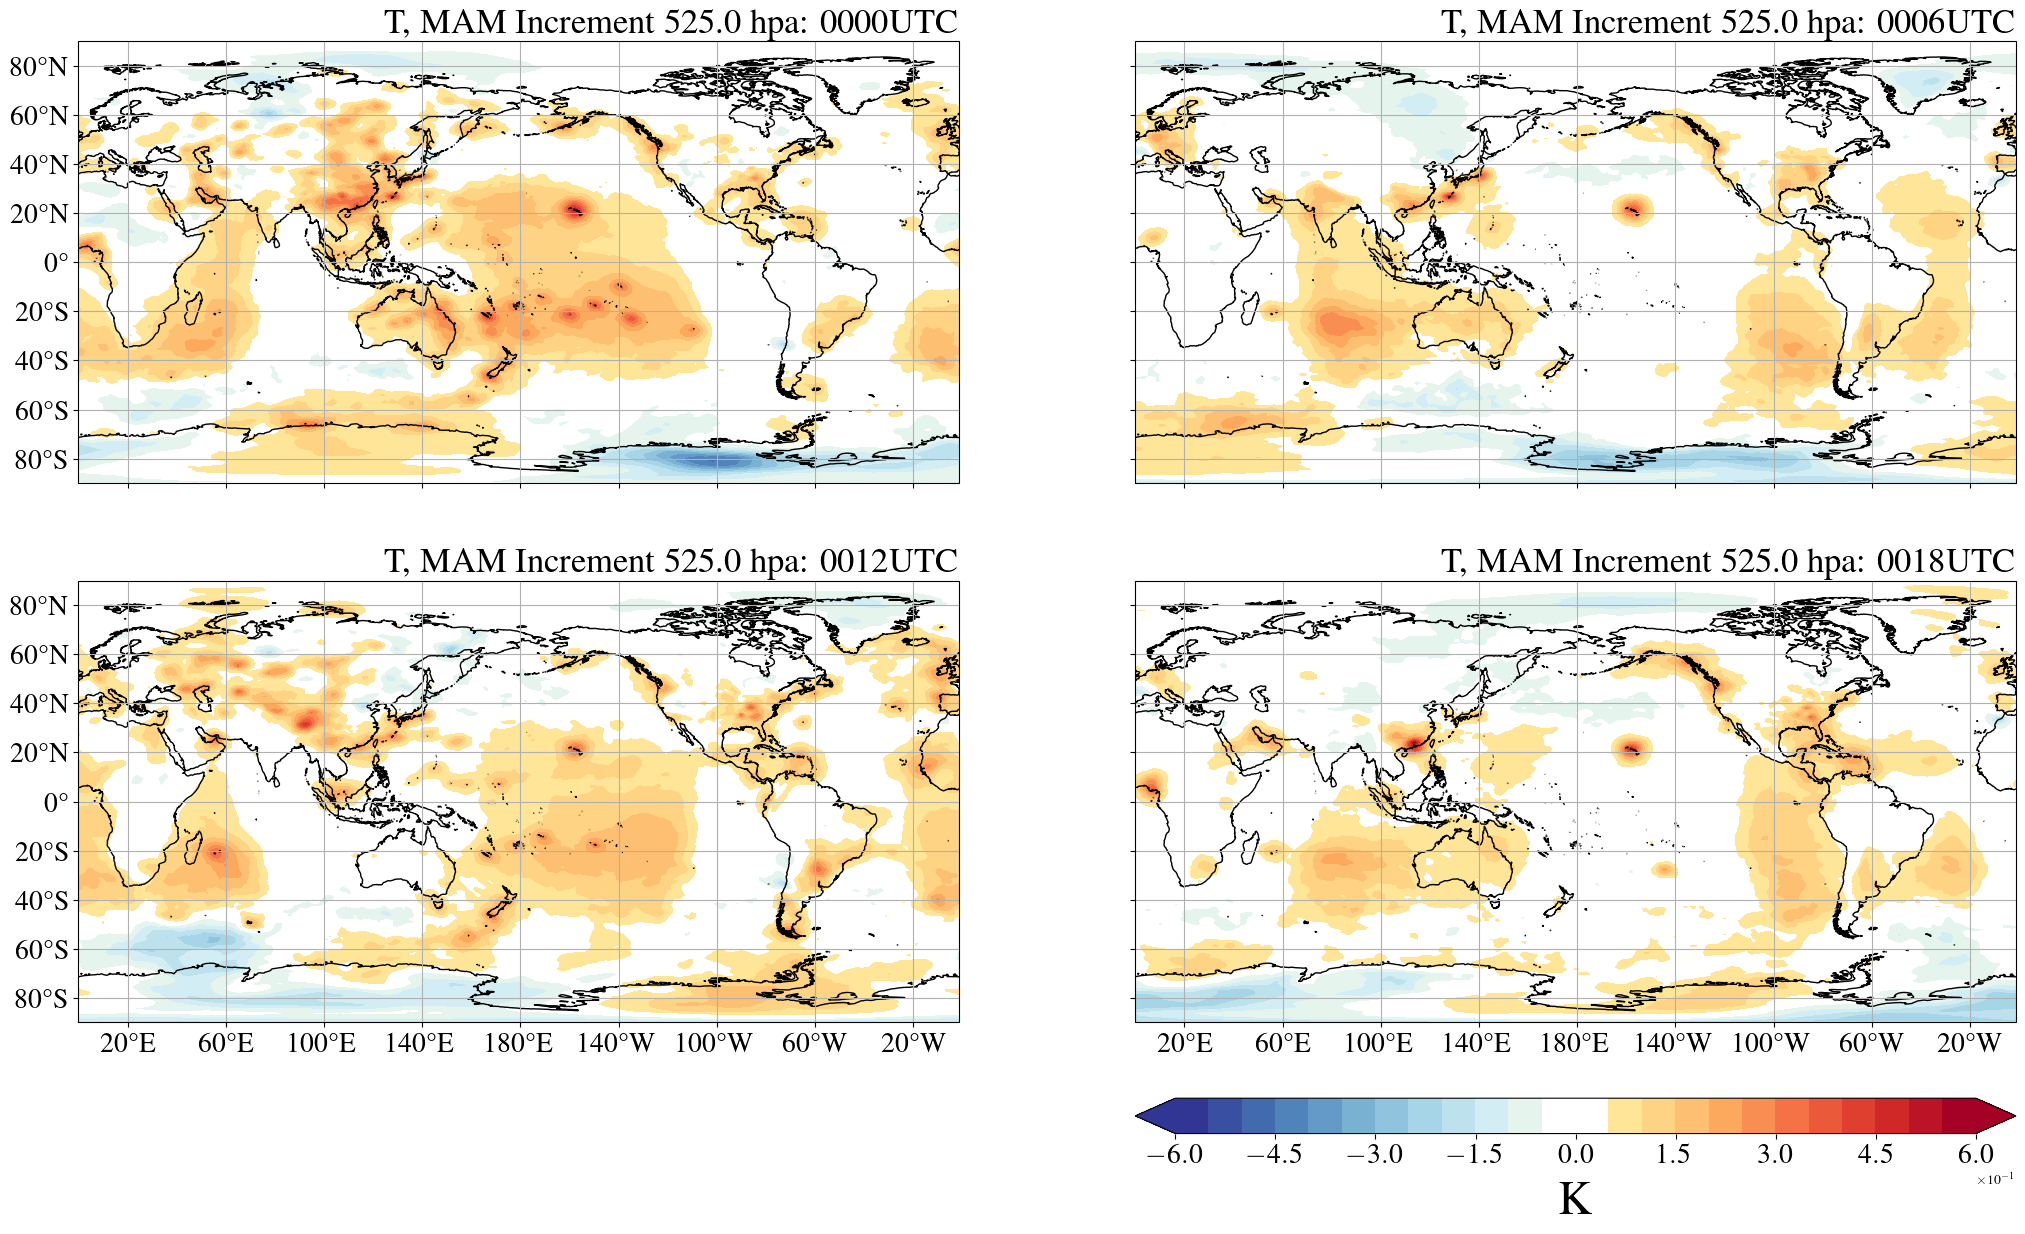 T, MAM Increment 525.0 hpa: 0000UTC
T, MAM Increment 525.0 hpa: 0006UTC
80°N
60°N
40°N
20°N
0°
20°S
40°S
60°S
80°S
T, MAM Increment 525.0 hpa: 0012UTC
T, MAM Increment 525.0 hpa: 0018UTC
80°N
60°N
40°N
20°N
0°
20°S
40°S
60°S
80°S
20°E 60°E 100°E 140°E 180°E 140°W 100°W 60°W 20°W
20°E 60°E 100°E 140°E 180°E 140°W 100°W 60°W 20°W
−6.0 −4.5 −3.0 −1.5 0.0 1.5 3.0 4.5 6.0
×10⁻¹
K